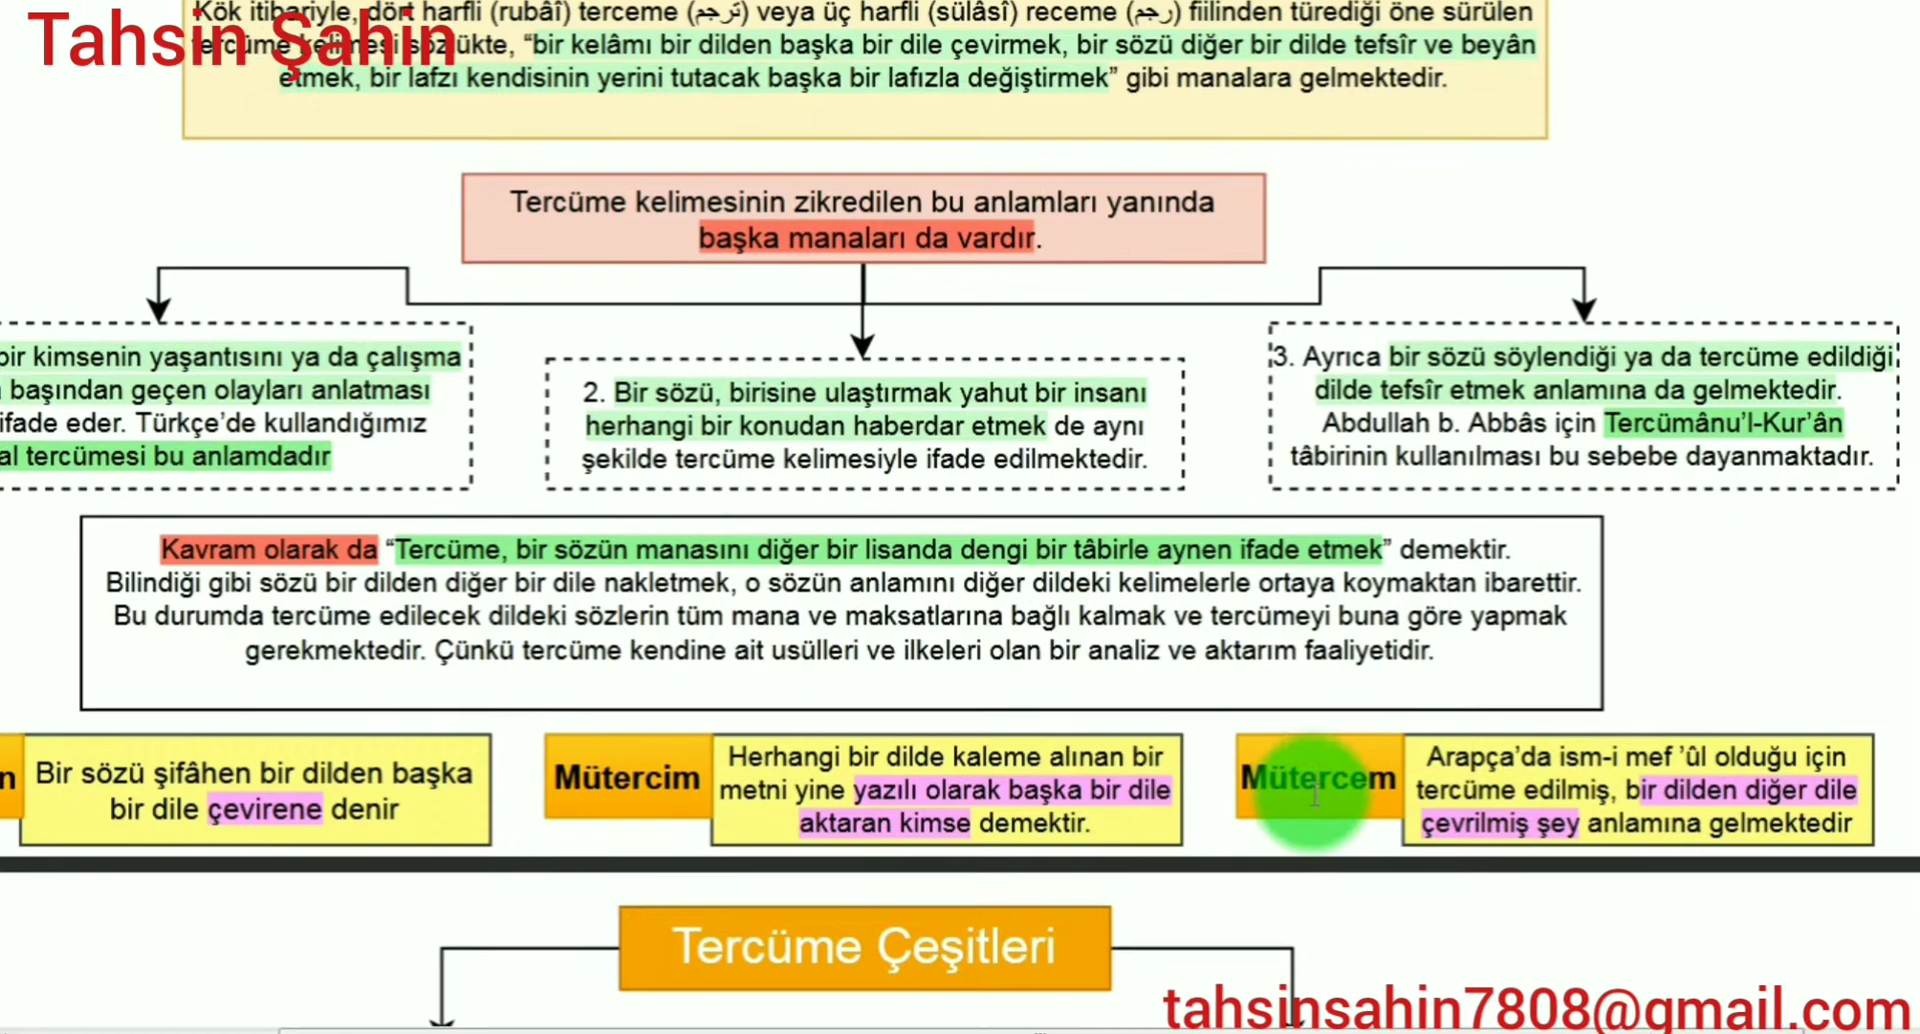 Tahsin Şahin
Kök itibariyle, dört harfli (rubâî) terceme (ترجم) veya üç harfli (sülâsî) receme (رجم) fiilinden türediği öne sürülen
tercüme kelimesi sözlükte, “bir kelâmı bir dilden başka bir dile çevirmek, bir sözü diğer bir dilde tefsîr ve beyân
etmek, bir lafzı kendisinin yerini tutacak başka bir lafızla değiştirmek” gibi manalara gelmektedir.
Tercüme kelimesinin zikredilen bu anlamları yanında
başka manaları da vardır.
bir kimsenin yaşantısını ya da çalışma
başından geçen olayları anlatması
ifade eder. Türkçe’de kullandığımız
al tercümesi bu anlamdadır
2. Bir sözü, birisine ulaştırmak yahut bir insanı
herhangi bir konudan haberdar etmek de aynı
şekilde tercüme kelimesiyle ifade edilmektedir.
3. Ayrıca bir sözü söylendiği ya da tercüme edildiği
dilde tefsîr etmek anlamına da gelmektedir.
Abdullah b. Abbâs için Tercümânu’l-Kur’ân
tâbirinin kullanılması bu sebebe dayanmaktadır.
Kavram olarak da “Tercüme, bir sözün manasını diğer bir lisanda dengi bir tâbirle aynen ifade etmek” demektir.
Bilindiği gibi sözü bir dilden diğer bir dile nakletmek, o sözün anlamını diğer dildeki kelimelerle ortaya koymaktan ibarettir.
Bu durumda tercüme edilecek dildeki sözlerin tüm mana ve maksatlarına bağlı kalmak ve tercümeyi buna göre yapmak
gerekmektedir. Çünkü tercüme kendine ait usülleri ve ilkeleri olan bir analiz ve aktarım faaliyetidir.
n
Bir sözü şifâhen bir dilden başka
bir dile çevirene denir
Mütercim
Herhangi bir dilde kaleme alınan bir
metni yine yazılı olarak başka bir dile
aktaran kimse demektir.
Mütercem
Arapça’da ism-i mef ’ûl olduğu için
tercüme edilmiş, bir dilden diğer dile
çevrilmiş şey anlamına gelmektedir
Tercüme Çeşitleri
tahsinsahin7808@gmail.com